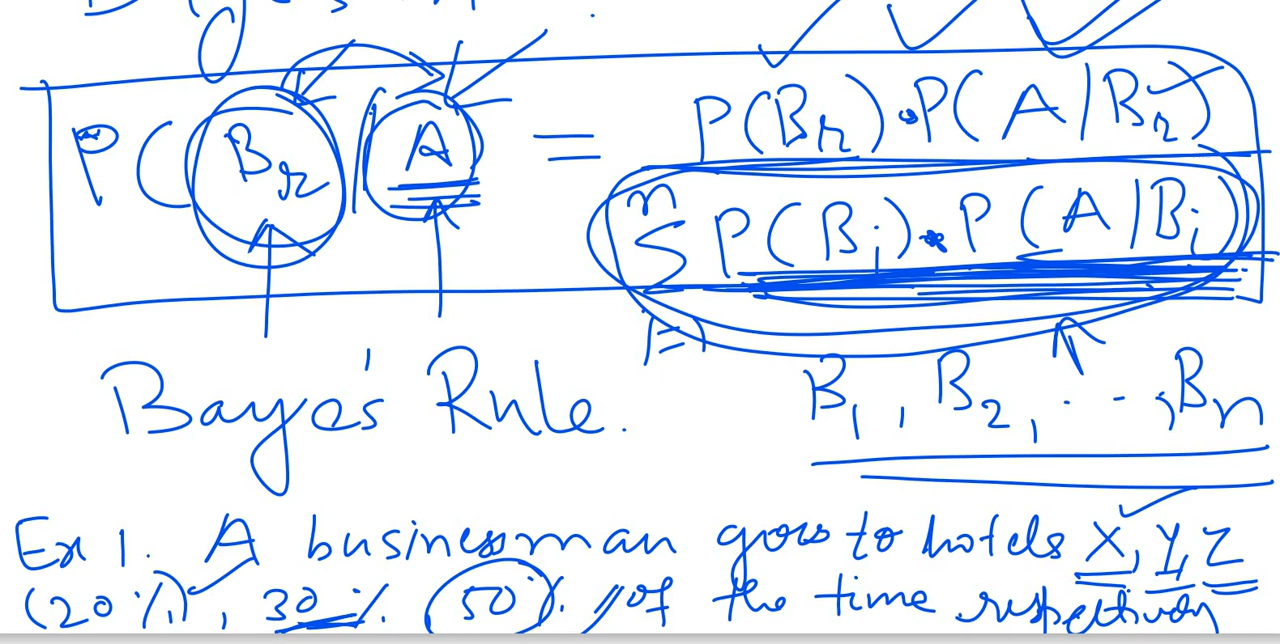 P(B_r | A) = P(B_r) · P(A | B_r)
n
Σ P(B_i) · P(A | B_i)
i=1
Baye's Rule.
B_1, B_2, ..., B_n
Ex 1. A businessman goes to hotels X, Y, Z
(20%), 30%, (50)% of the time respectively